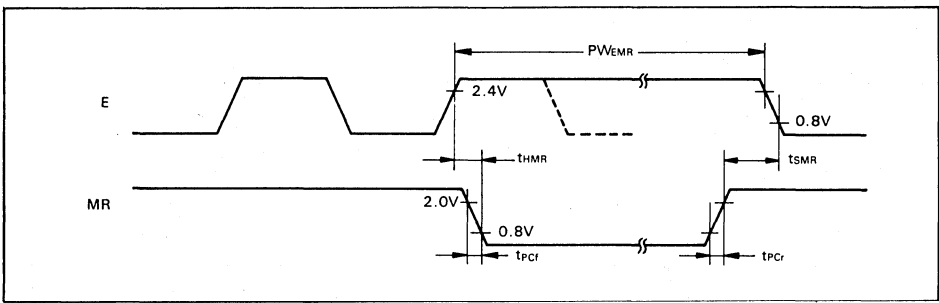 PWEMR
E
2.4V
0.8V
tHMR
tSMR
MR
2.0V
0.8V
tPCf
tPCr